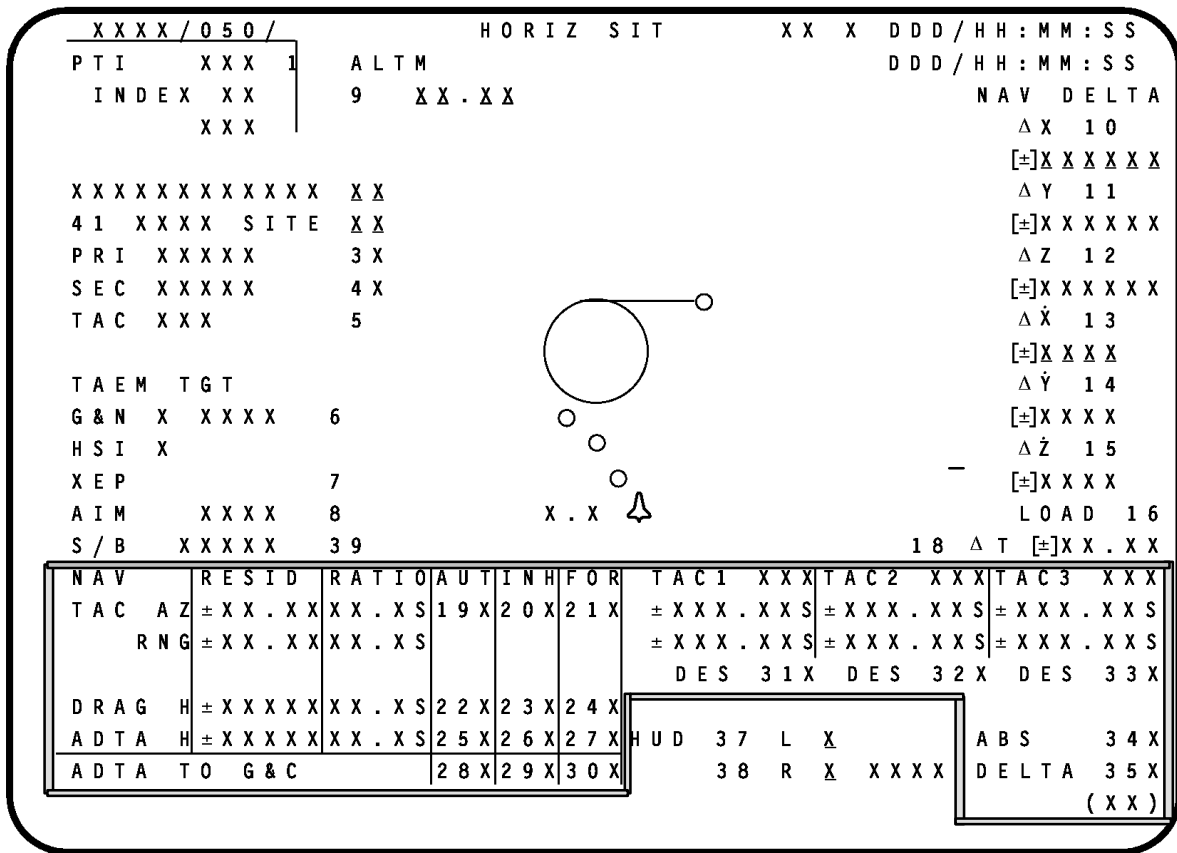 XXXX/050/ HORIZ SIT XX X DDD/HH:MM:SS
PTI XXX 1 ALTM DDD/HH:MM:SS
INDEX XX 9 XX.XX NAV DELTA
XXX ΔX 10
[±]XXXXXX
XXXXXXXXXXXX XX ΔY 11
41 XXXX SITE XX [±]XXXXXX
PRI XXXXX 3X ΔZ 12
SEC XXXXX 4X [±]XXXXXX
TAC XXX 5 ΔẊ 13
[±]XXXX
TAEM TGT ΔẎ 14
G&N X XXXX 6 [±]XXXX
HSI X ΔŻ 15
XEP 7 [±]XXXX
AIM XXXX 8 X.X LOAD 16
S/B XXXXX 39 18 ΔT [±]XX.XX
NAV RESID RATIO AUT INH FOR TAC1 XXX TAC2 XXX TAC3 XXX
TAC AZ ±XX.XX XX.XS 19X 20X 21X ±XXX.XXS ±XXX.XXS ±XXX.XXS
RNG ±XX.XX XX.XS ±XXX.XXS ±XXX.XXS ±XXX.XXS
DES 31X DES 32X DES 33X
DRAG H ±XXXXX XX.XS 22X 23X 24X
ADTA H ±XXXXX XX.XS 25X 26X 27X HUD 37 L X ABS 34X
ADTA TO G&C 28X 29X 30X 38 R X XXXX DELTA 35X
(XX)